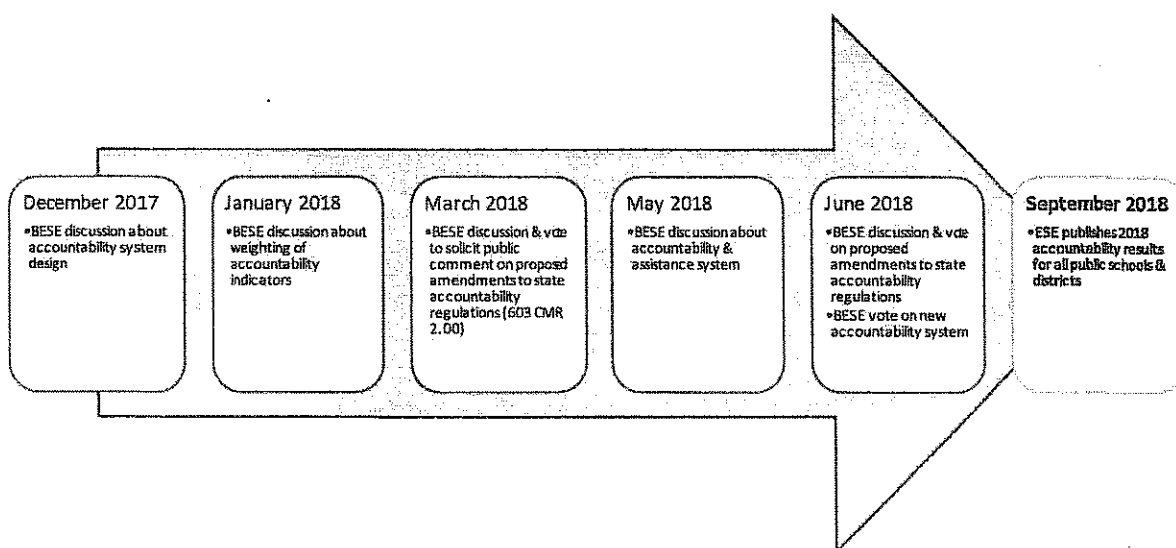 December 2017
•BESE discussion about
accountability system
design
January 2018
•BESE discussion about
weighting of
accountability
indicators
March 2018
•BESE discussion & vote
to solicit public
comment on proposed
amendments to state
accountability
regulations (603 CMR
2.00)
May 2018
•BESE discussion about
accountability &
assistance system
June 2018
•BESE discussion & vote
on proposed
amendments to state
accountability
regulations
•BESE vote on new
accountability system
September 2018
•ESE publishes 2018
accountability results
for all public schools &
districts